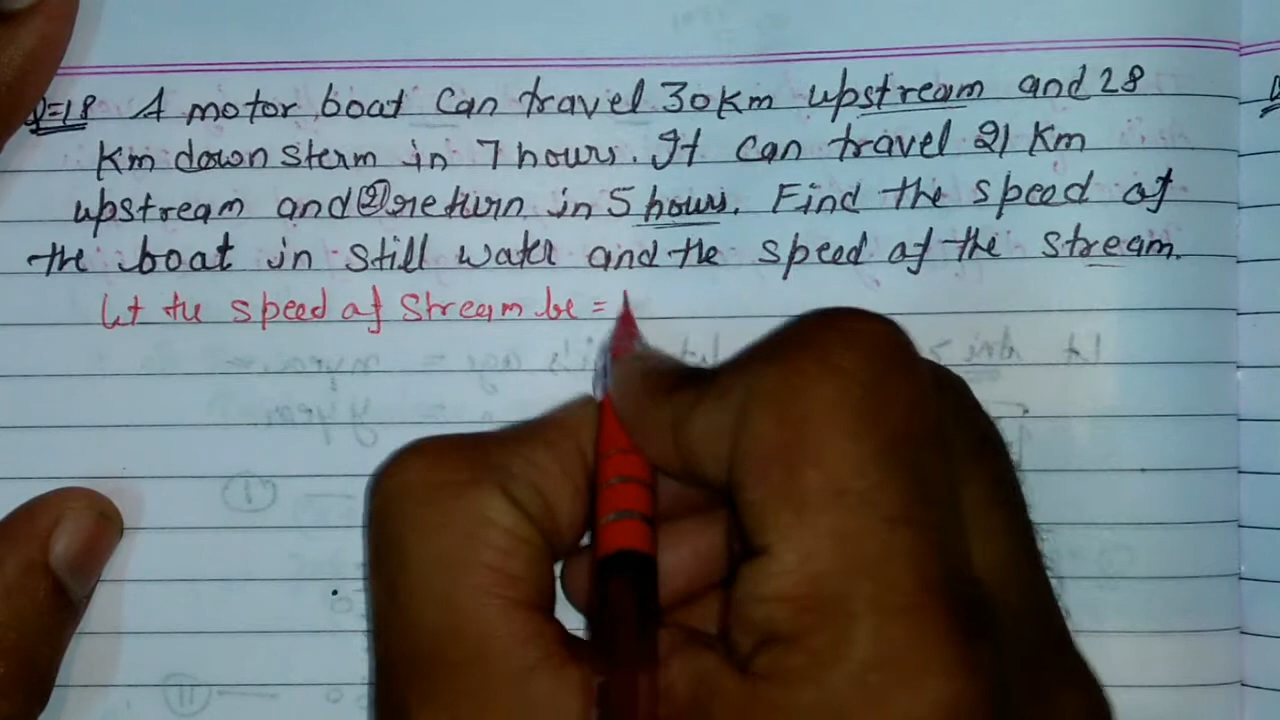 Q=18 A motor boat can travel 30 Km upstream and 28
Km down sterm in 7 hours. It can travel 21 Km
upstream and return in 5 hours. Find the speed of
the boat in still water and the speed of the stream.
let the speed of stream be =